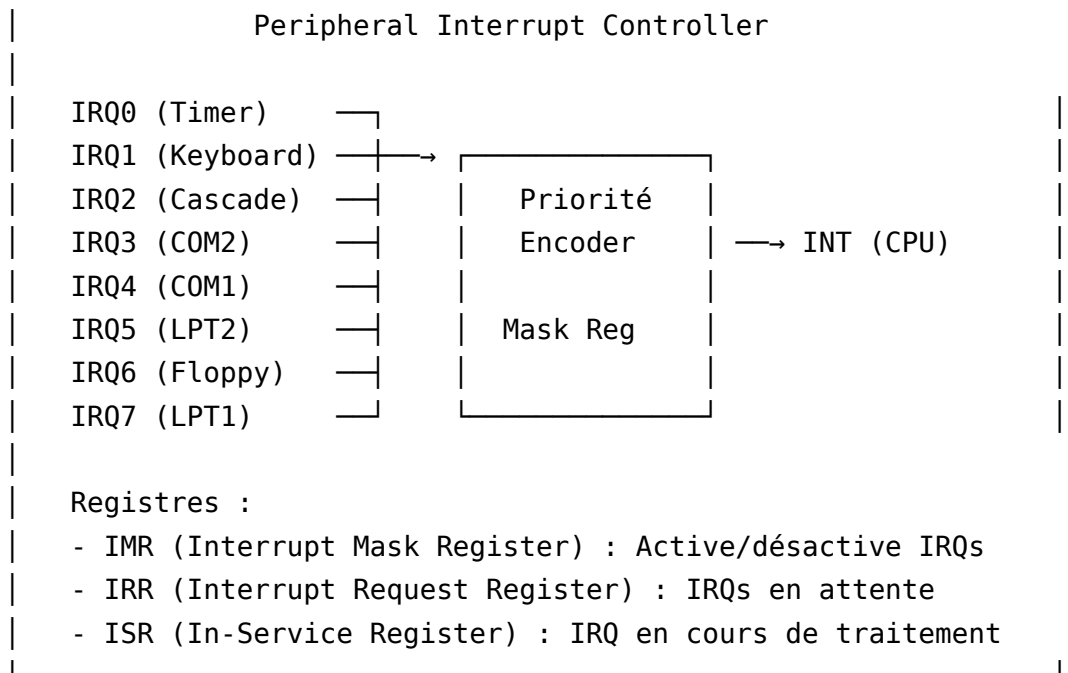 Peripheral Interrupt Controller
IRQ0 (Timer)
IRQ1 (Keyboard)
IRQ2 (Cascade) Priorité
IRQ3 (COM2) Encoder → INT (CPU)
IRQ4 (COM1)
IRQ5 (LPT2) Mask Reg
IRQ6 (Floppy)
IRQ7 (LPT1)
Registres :
- IMR (Interrupt Mask Register) : Active/désactive IRQs
- IRR (Interrupt Request Register) : IRQs en attente
- ISR (In-Service Register) : IRQ en cours de traitement